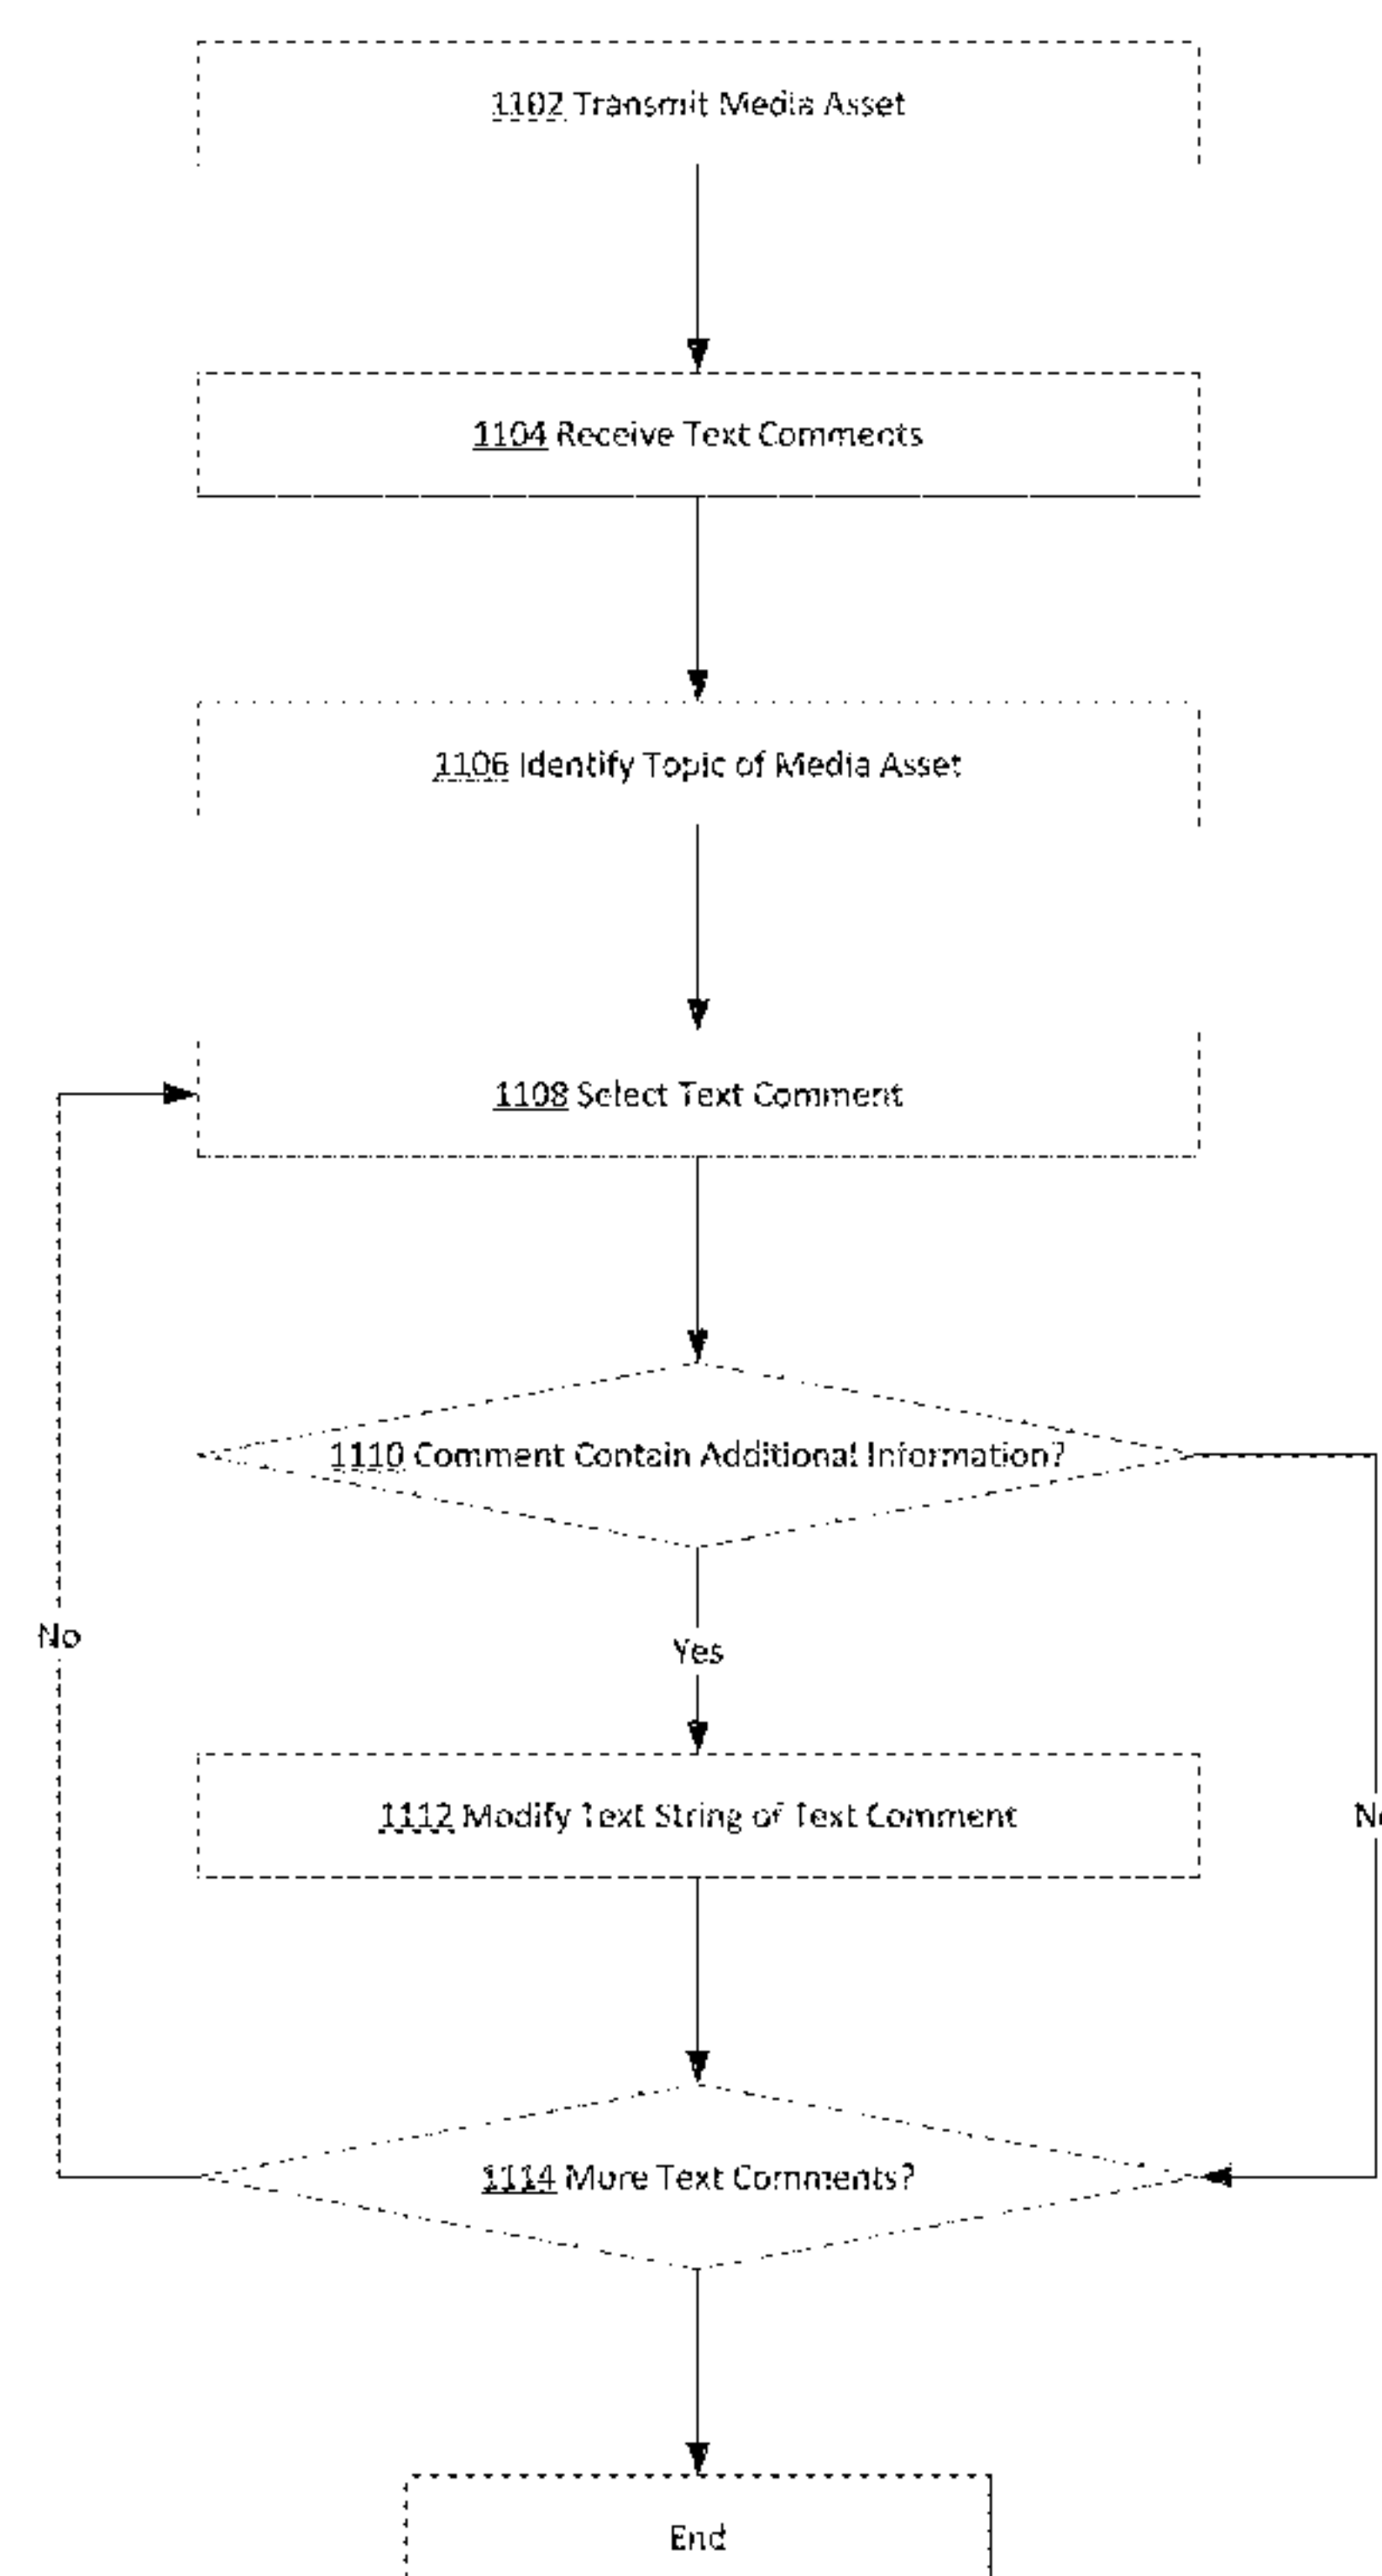 1102 Transmit Media Asset
1104 Receive Text Comments
1106 Identify Topic of Media Asset
1108 Select Text Comment
1110 Comment Contain Additional Information?
No
Yes
1112 Modify Text String of Text Comment
1114 More Text Comments?
End